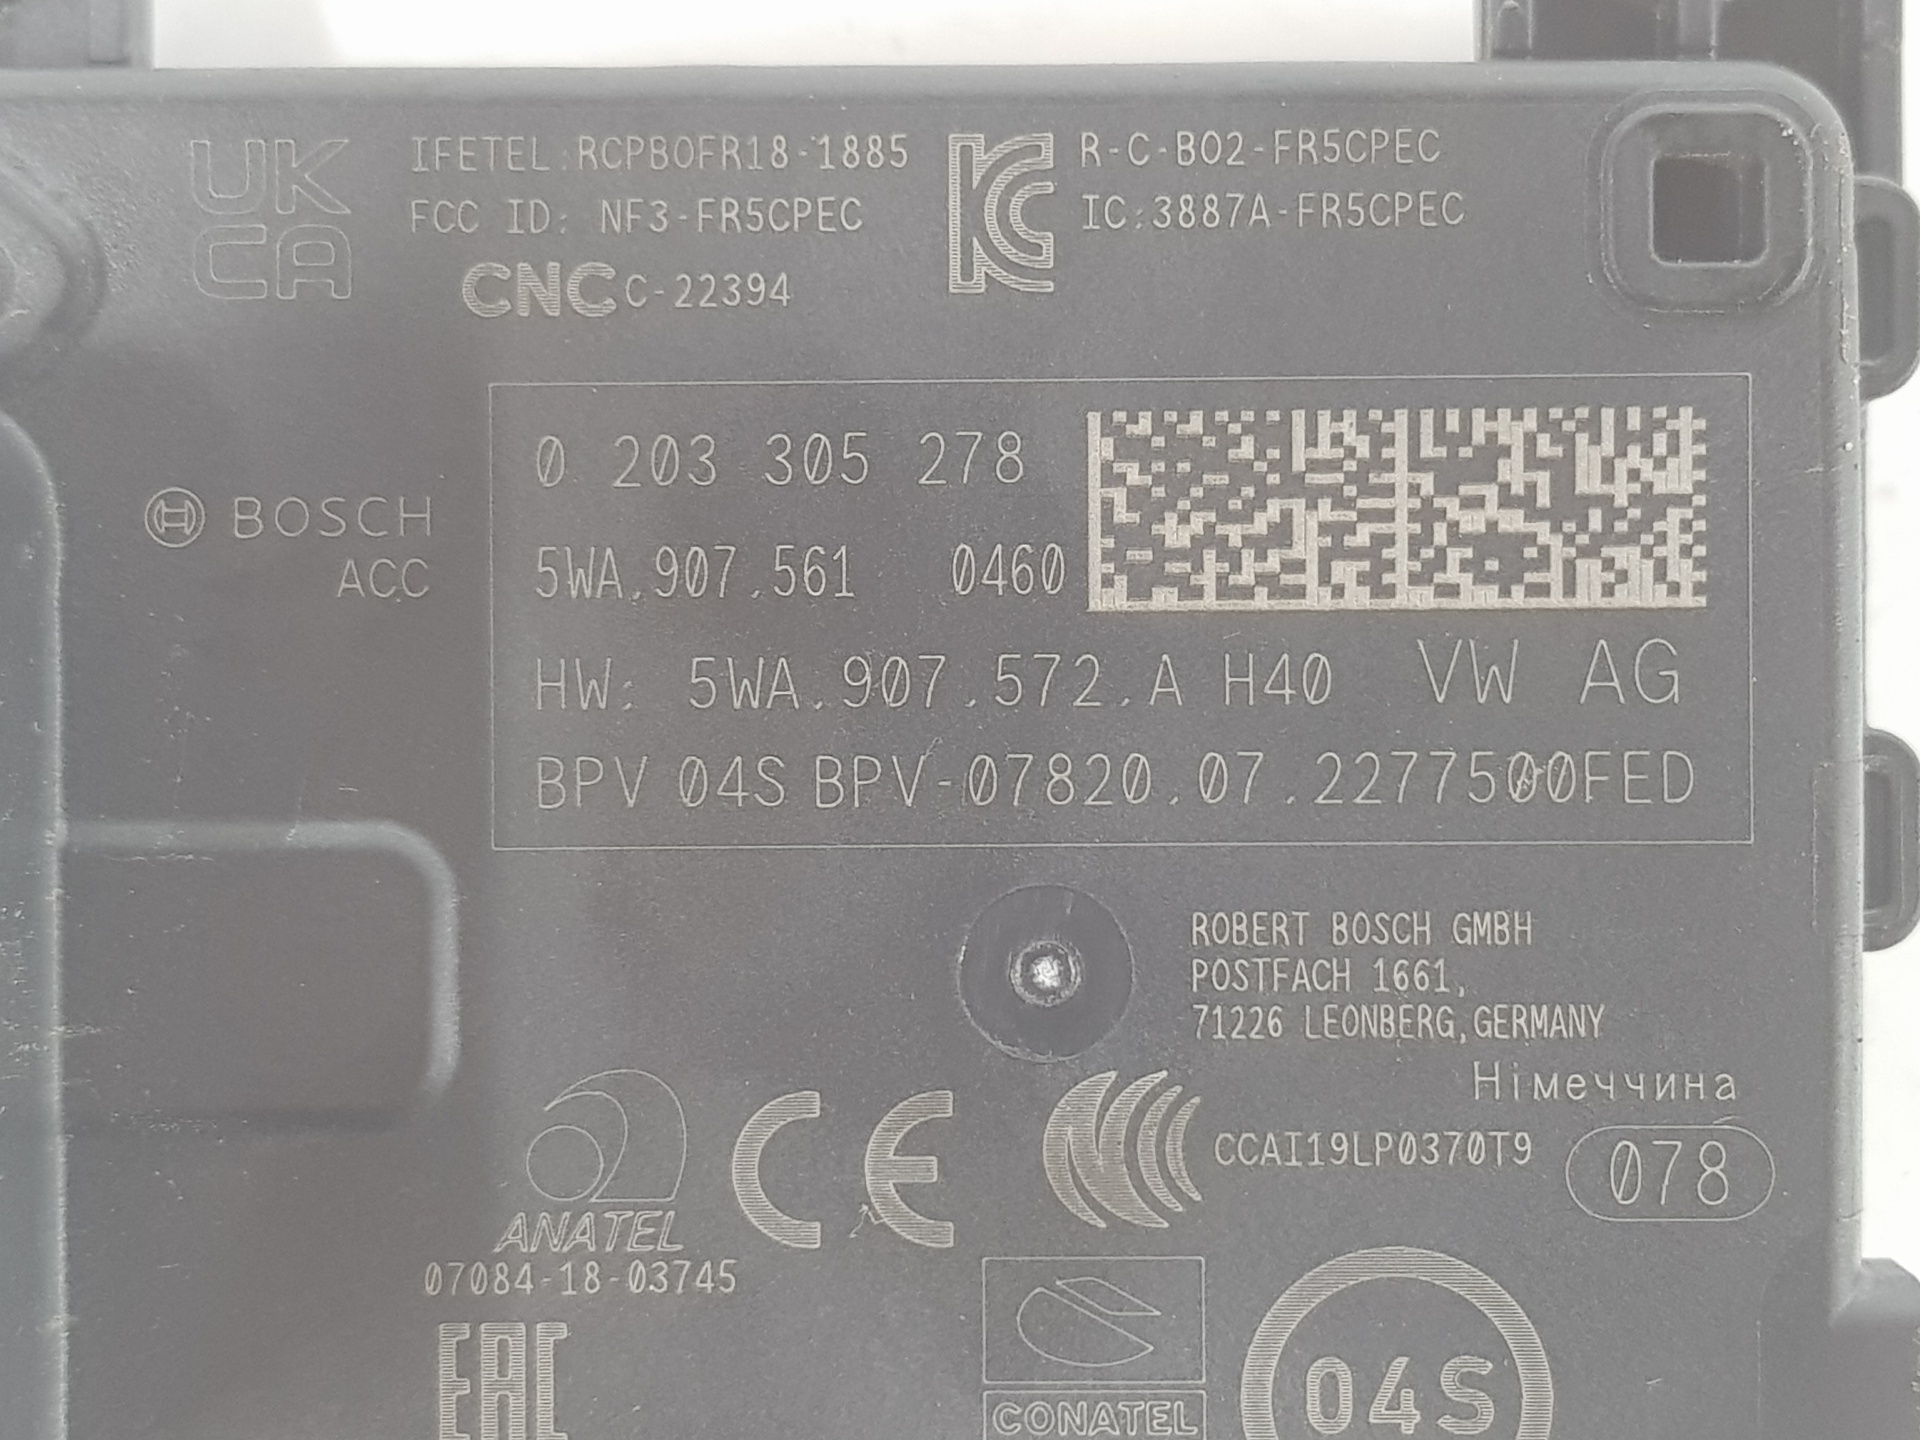 UK
CA
IFETEL:RCPBOFR18-1885
FCC ID: NF3-FR5CPEC
CNC C-22394
R-C-BO2-FR5CPEC
IC:3887A-FR5CPEC
BOSCH
ACC
0 203 305 278
5WA.907.561 0460
HW: 5WA.907.572.A H40 VW AG
BPV 04S BPV-07820.07.2277500FED
ROBERT BOSCH GMBH
POSTFACH 1661,
71226 LEONBERG,GERMANY
Німеччина
ANATEL
07084-18-03745
CE
CCAI19LP0370T9
078
EAC
CONATEL
04S